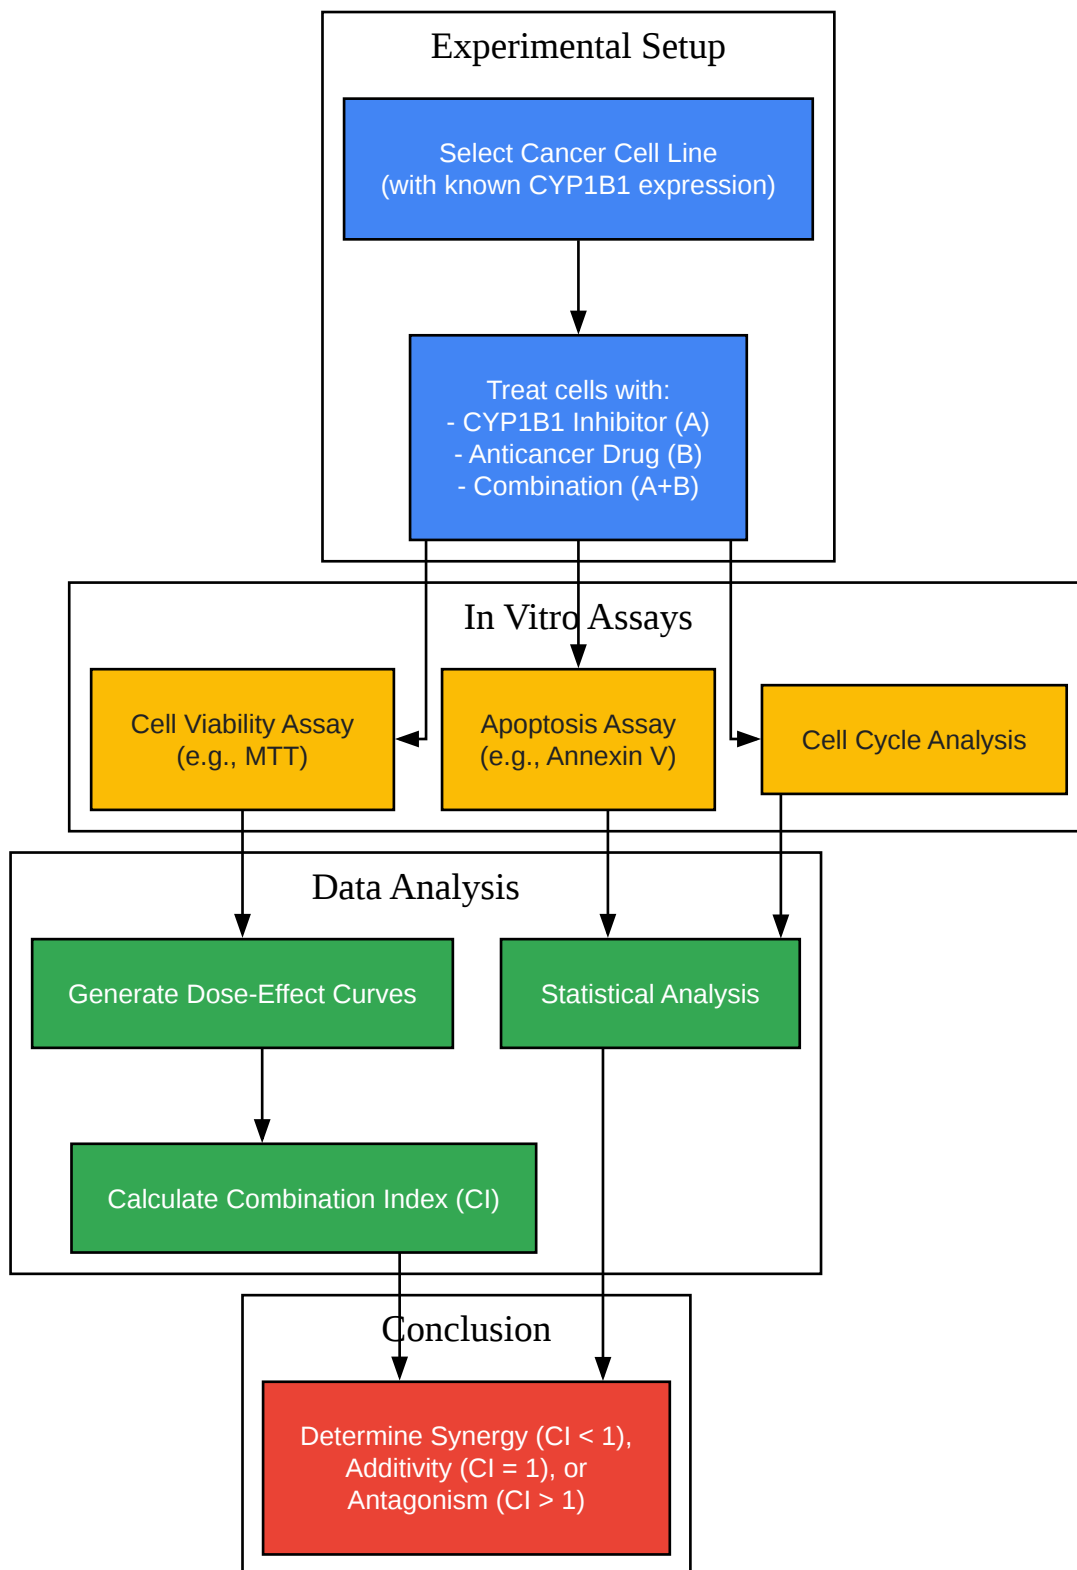 Experimental Setup
Select Cancer Cell Line
(with known CYP1B1 expression)
Treat cells with:
- CYP1B1 Inhibitor (A)
- Anticancer Drug (B)
- Combination (A+B)
In Vitro Assays
Cell Viability Assay
(e.g., MTT)
Apoptosis Assay
(e.g., Annexin V)
Cell Cycle Analysis
Data Analysis
Generate Dose-Effect Curves
Statistical Analysis
Calculate Combination Index (CI)
Conclusion
Determine Synergy (CI < 1),
Additivity (CI = 1), or
Antagonism (CI > 1)